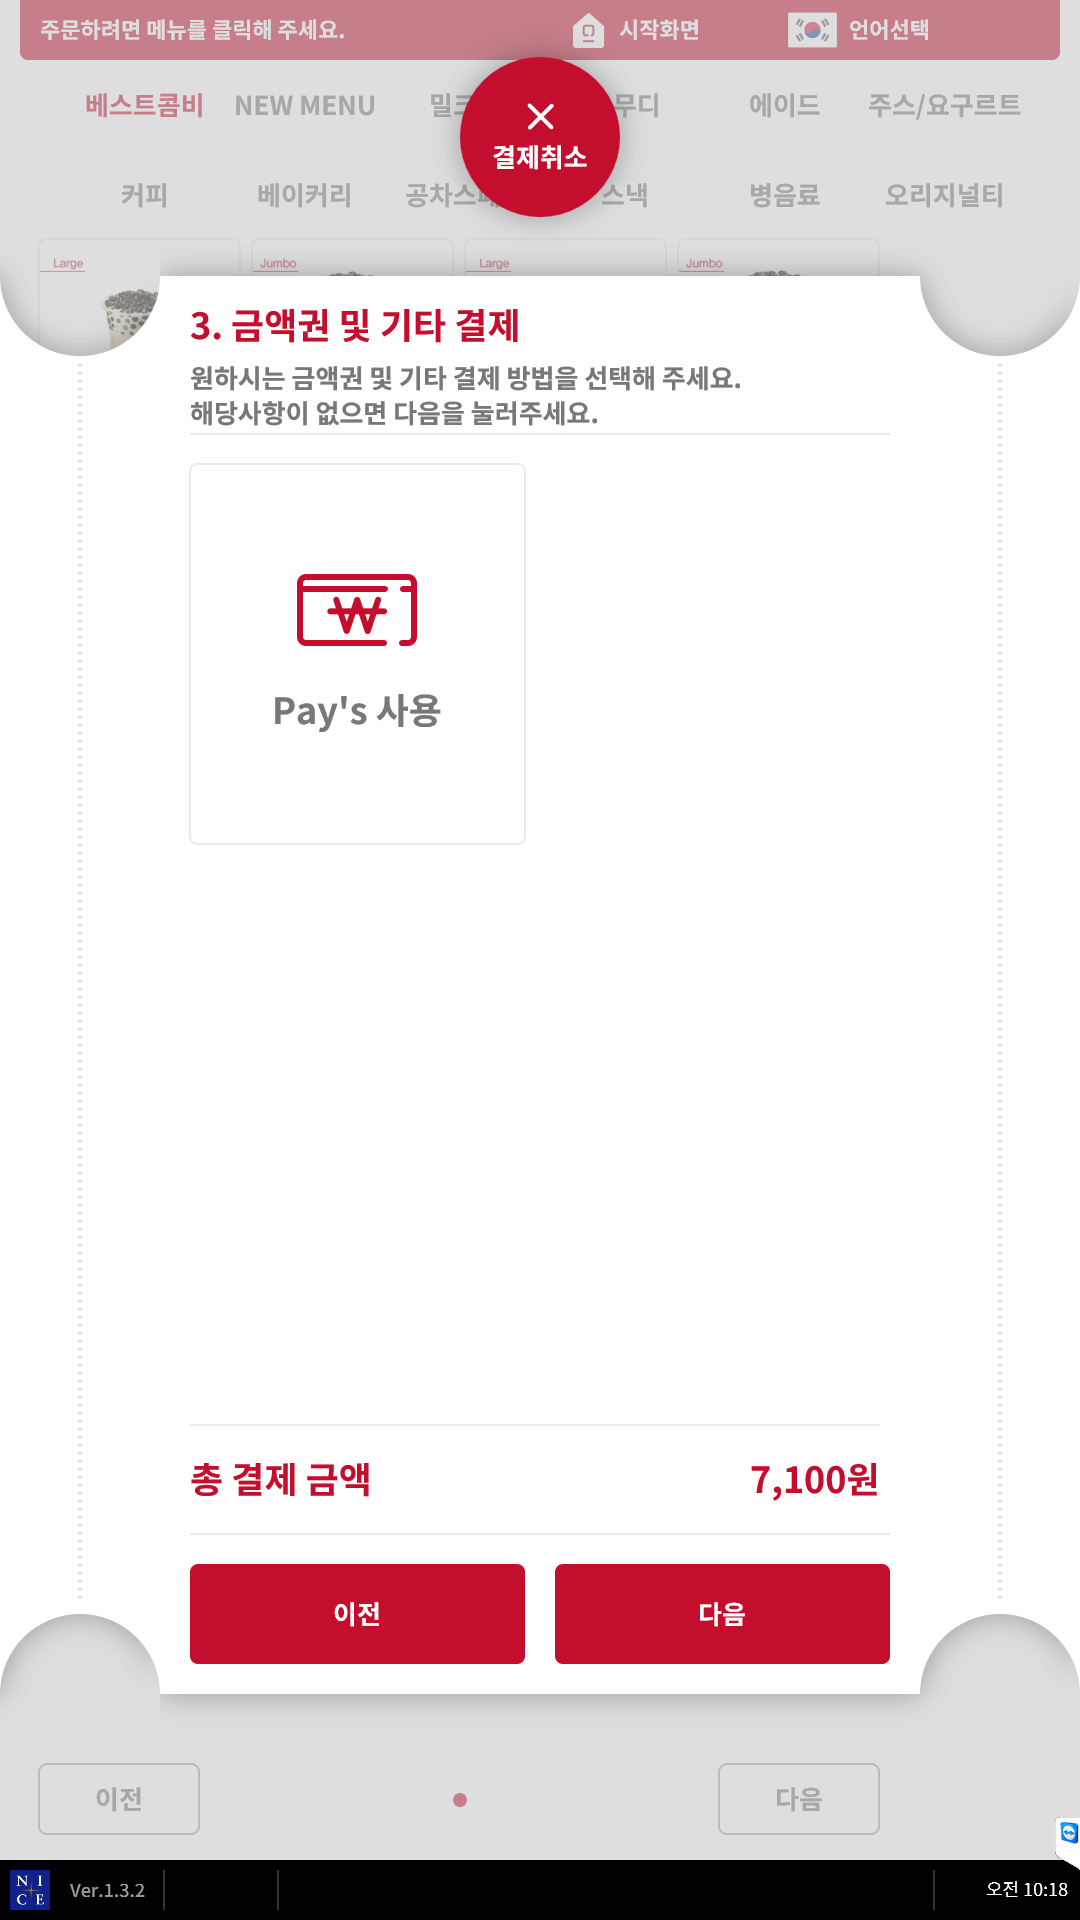 주문하려면 메뉴를 클릭해 주세요.
시작화면
언어선택
결제취소
베스트콤비
NEW MENU
밀크
무디
에이드
주스/요구르트
커피
베이커리
공차스페
스낵
병음료
오리지널티
Large
Jumbo
Large
Jumbo
3. 금액권 및 기타 결제
원하시는 금액권 및 기타 결제 방법을 선택해 주세요.
해당사항이 없으면 다음을 눌러주세요.
Pay's 사용
총 결제 금액
7,100원
이전
다음
이전
다음
NICE
Ver.1.3.2
오전 10:18